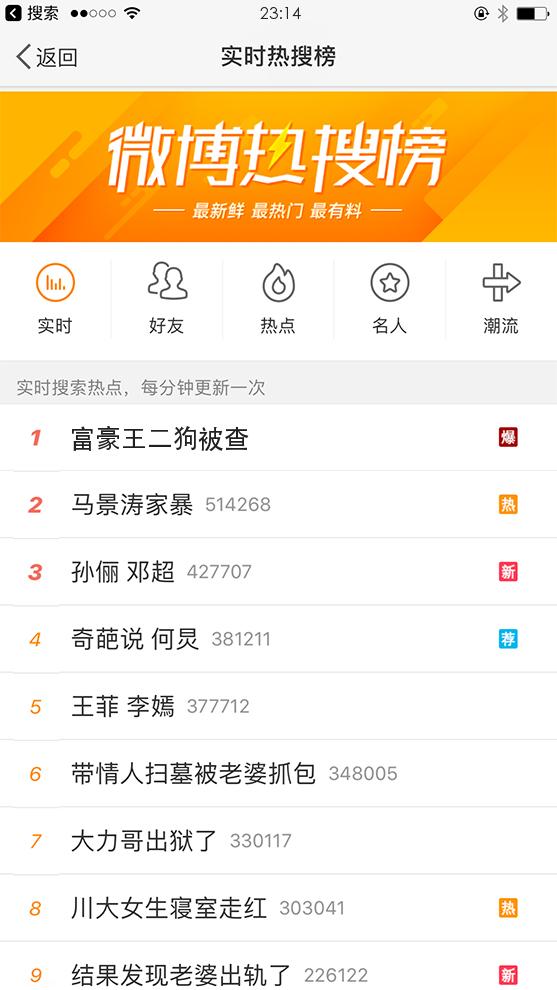 搜索
23:14
返回
实时热搜榜
微博热搜榜
最新鲜 最热门 最有料
实时
好友
热点
名人
潮流
实时搜索热点，每分钟更新一次
1 富豪王二狗被查 爆
2 马景涛家暴 514268 热
3 孙俪 邓超 427707 新
4 奇葩说 何炅 381211 荐
5 王菲 李嫣 377712
6 带情人扫墓被老婆抓包 348005
7 大力哥出狱了 330117
8 川大女生寝室走红 303041 热
9 结果发现老婆出轨了 226122 新